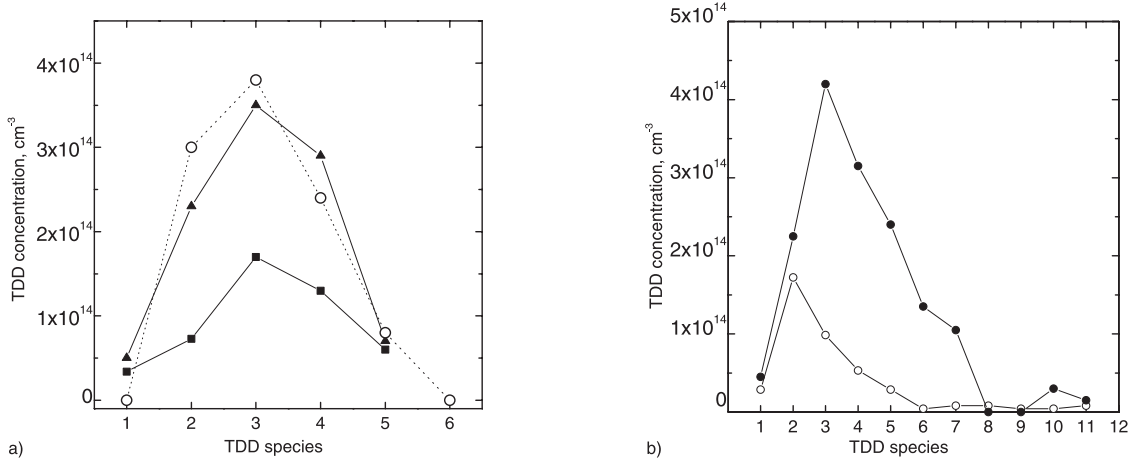 4x10^14
3x10^14
2x10^14
1x10^14
0
TDD concentration, cm^-3
1 2 3 4 5 6
TDD species
a)
5x10^14
4x10^14
3x10^14
2x10^14
1x10^14
0
TDD concentration, cm^-3
1 2 3 4 5 6 7 8 9 10 11 12
TDD species
b)